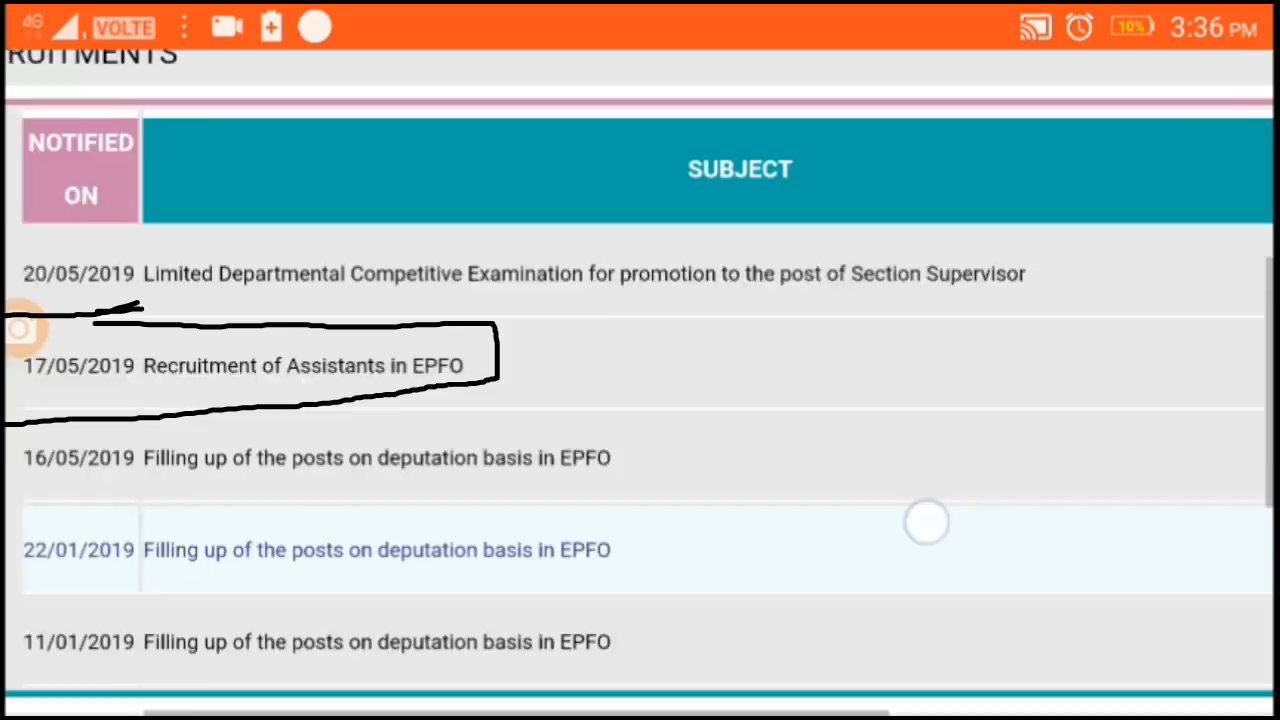 4G VOLTE 10% 3:36 PM
RUITMENTS
NOTIFIED ON SUBJECT
20/05/2019 Limited Departmental Competitive Examination for promotion to the post of Section Supervisor
17/05/2019 Recruitment of Assistants in EPFO
16/05/2019 Filling up of the posts on deputation basis in EPFO
22/01/2019 Filling up of the posts on deputation basis in EPFO
11/01/2019 Filling up of the posts on deputation basis in EPFO